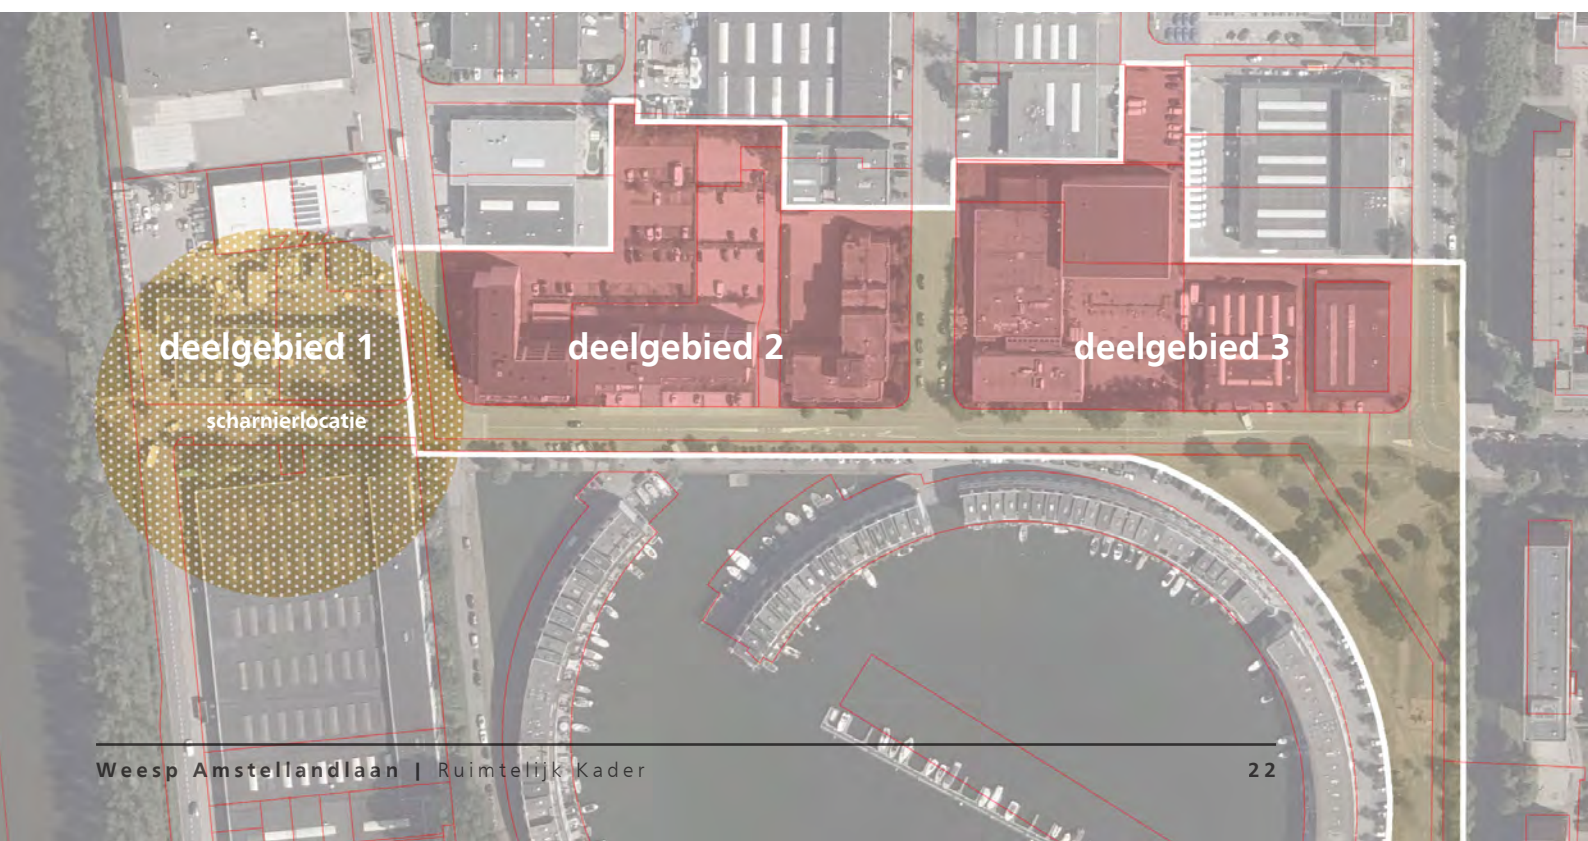 deelgebied 1
deelgebied 2
deelgebied 3
scharnierlocatie
Weesp Amstellandlaan | Ruimtelijk Kader
22